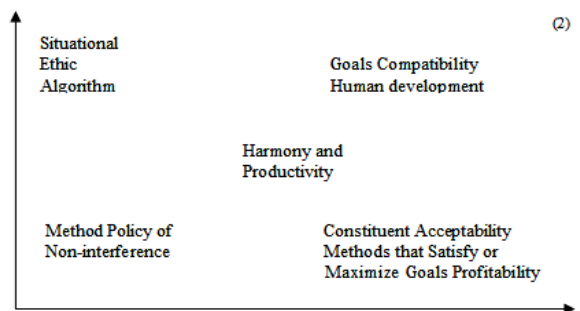 (2)
Situational
Ethic
Algorithm
Goals Compatibility
Human development
Harmony and
Productivity
Method Policy of
Non-interference
Constituent Acceptability
Methods that Satisfy or
Maximize Goals Profitability